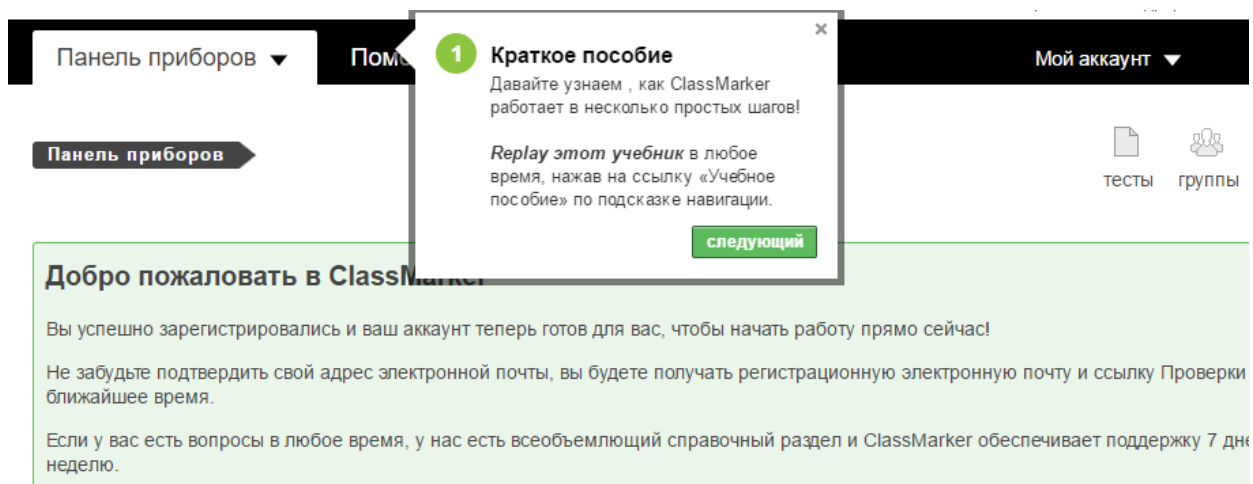 Панель приборов
1
Краткое пособие
×
Мой аккаунт
Давайте узнаем , как ClassMarker
работает в несколько простых шагов!
Replay этот учебник в любое
время, нажав на ссылку «Учебное
пособие» по подсказке навигации.
следующий
Панель приборов
тесты
группы
Добро пожаловать в
Вы успешно зарегистрировались и ваш аккаунт теперь готов для вас, чтобы начать работу прямо сейчас!
Не забудьте подтвердить свой адрес электронной почты, вы будете получать регистрационную электронную почту и ссылку Проверки
ближайшее время.
Если у вас есть вопросы в любое время, у нас есть всеобъемлющий справочный раздел и ClassMarker обеспечивает поддержку 7
неделю.